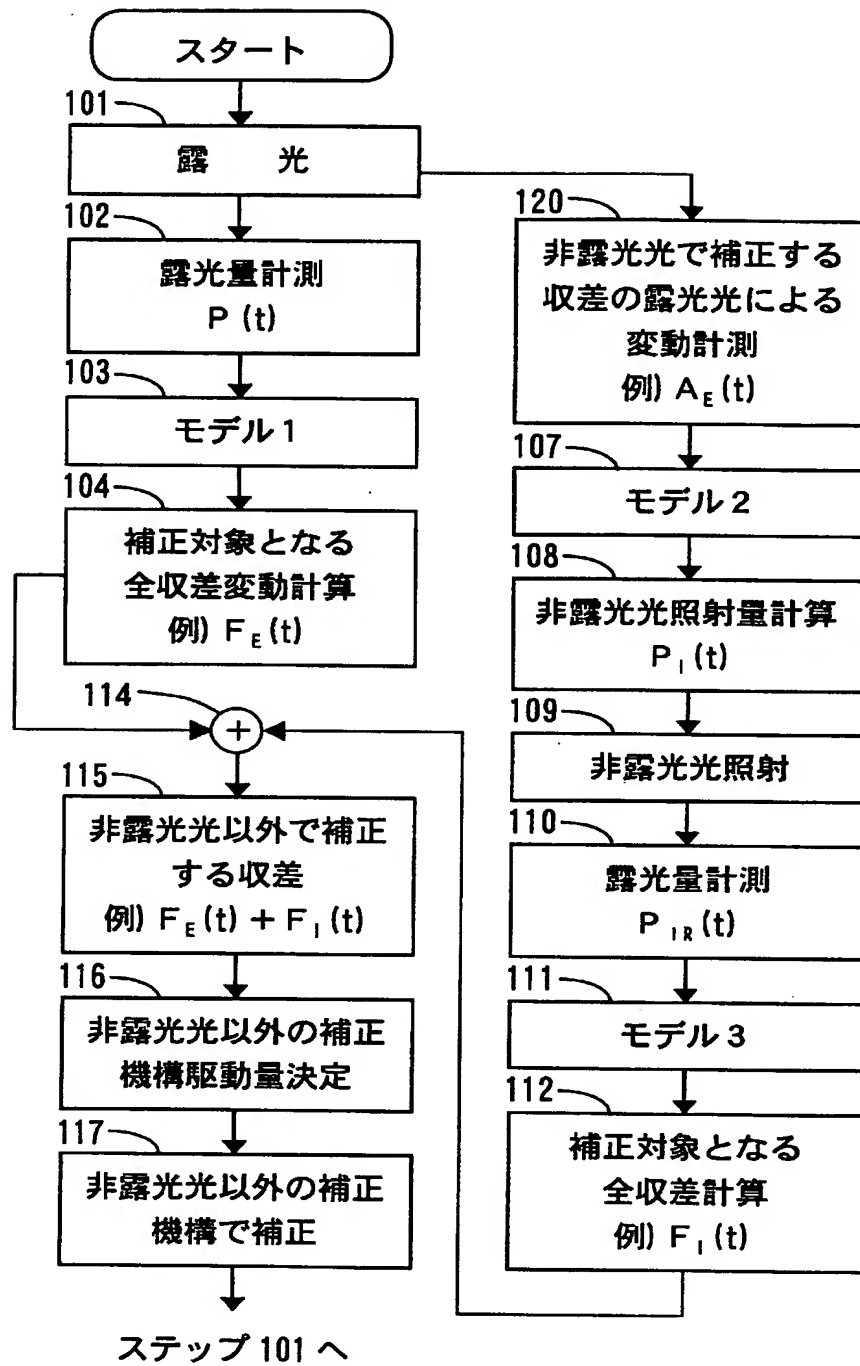 スタート
101
露 光
102
露光量計測
P (t)
103
モデル1
104
補正対象となる
全収差変動計算
例) F_E (t)
114
+
115
非露光光以外で補正
する収差
例) F_E (t) + F_I (t)
116
非露光光以外の補正
機構駆動量決定
117
非露光光以外の補正
機構で補正
ステップ 101 へ
120
非露光光で補正する
収差の露光光による
変動計測
例) A_E (t)
107
モデル2
108
非露光光照射量計算
P_I (t)
109
非露光光照射
110
露光量計測
P_IR (t)
111
モデル3
112
補正対象となる
全収差計算
例) F_I (t)